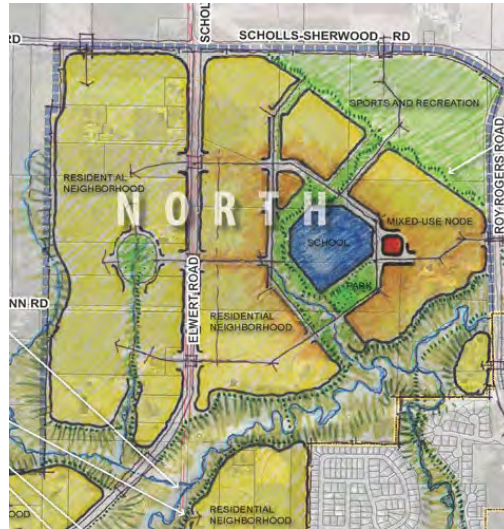 RD
SCHOL
SCHOLLS-SHERWOOD RD
SPORTS AND RECREATION
ROY ROGERS ROAD
RESIDENTIAL
NEIGHBORHOOD
NORTH
MIXED-USE NODE
SCHOOL
PARK
NN RD
ELWERT ROAD
RESIDENTIAL
NEIGHBORHOOD
OOD
RESIDENTIAL
NEIGHBORHOOD